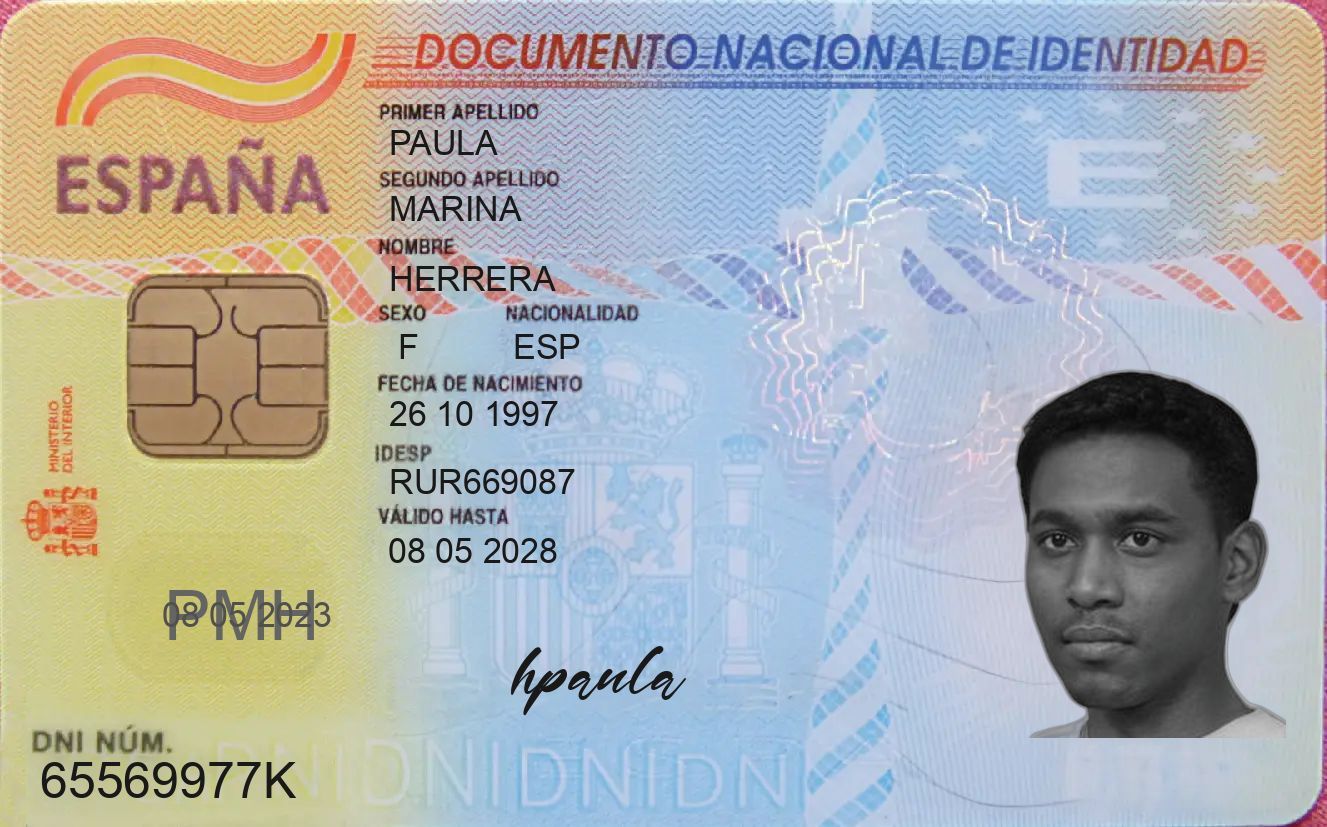 DOCUMENTO NACIONAL DE IDENTIDAD
ESPAÑA
PRIMER APELLIDO
PAULA
SEGUNDO APELLIDO
MARINA
NOMBRE
HERRERA
SEXO NACIONALIDAD
F ESP
FECHA DE NACIMIENTO
26 10 1997
IDESP
RUR669087
VÁLIDO HASTA
08 05 2028
MINISTERIO
DEL INTERIOR
E
PMH
08 05 2023
hpaula
DNI NÚM.
65569977K
DNIDNIDNIDNI